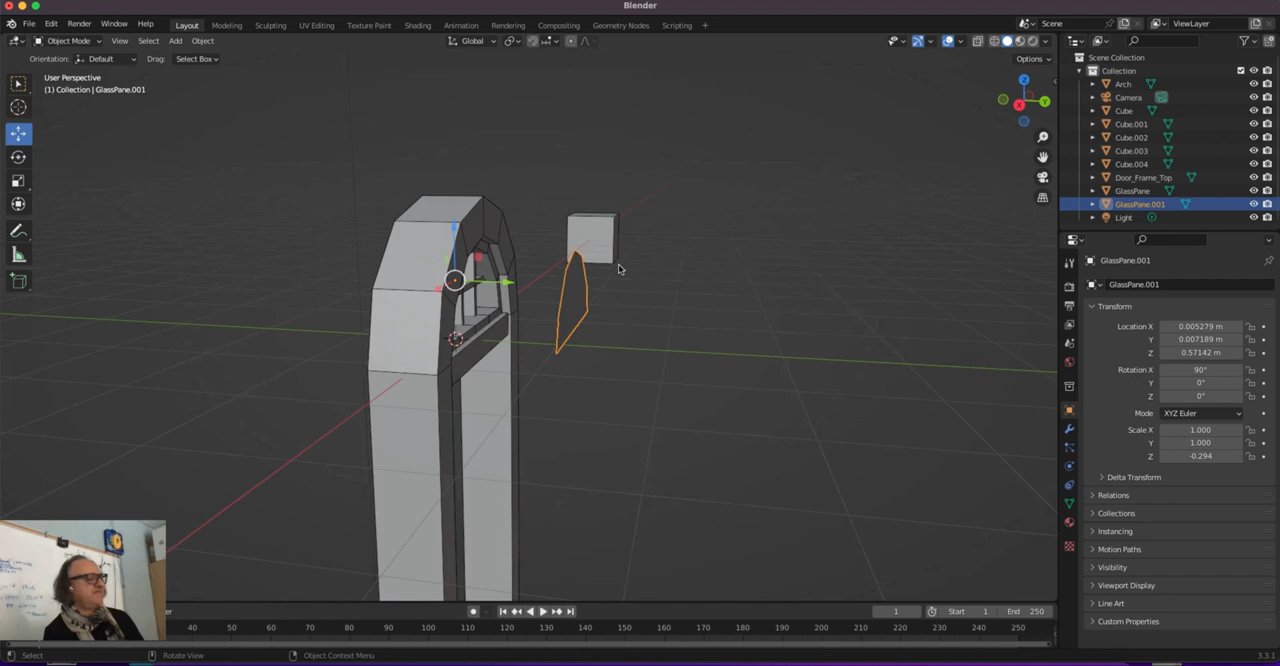 Blender
File Edit Render Window Help Layout Modeling Sculpting UV Editing Texture Paint Shading Animation Rendering Compositing Geometry Nodes Scripting + Scene ViewLayer
Object Mode View Select Add Object Global
Orientation: Default Drag: Select Box Options
User Perspective
(1) Collection | GlassPane.001
Z
Y
X
Scene Collection
Collection
Arch
Camera
Cube
Cube.001
Cube.002
Cube.003
Cube.004
Door_Frame_Top
GlassPane
GlassPane.001
Light
GlassPane.001
GlassPane.001
Transform
Location X 0.005279 m
Y 0.007189 m
Z 0.57142 m
Rotation X 90°
Y 0°
Z 0°
Mode XYZ Euler
Scale X 1.000
Y 1.000
Z -0.294
Delta Transform
Relations
Collections
Instancing
Motion Paths
Visibility
Viewport Display
Line Art
Custom Properties
1 Start 1 End 250
40 50 60 70 80 90 100 110 120 130 140 150 160 170 180 190 200 210 220 230 240 250
Select Rotate View Object Context Menu 3.3.1